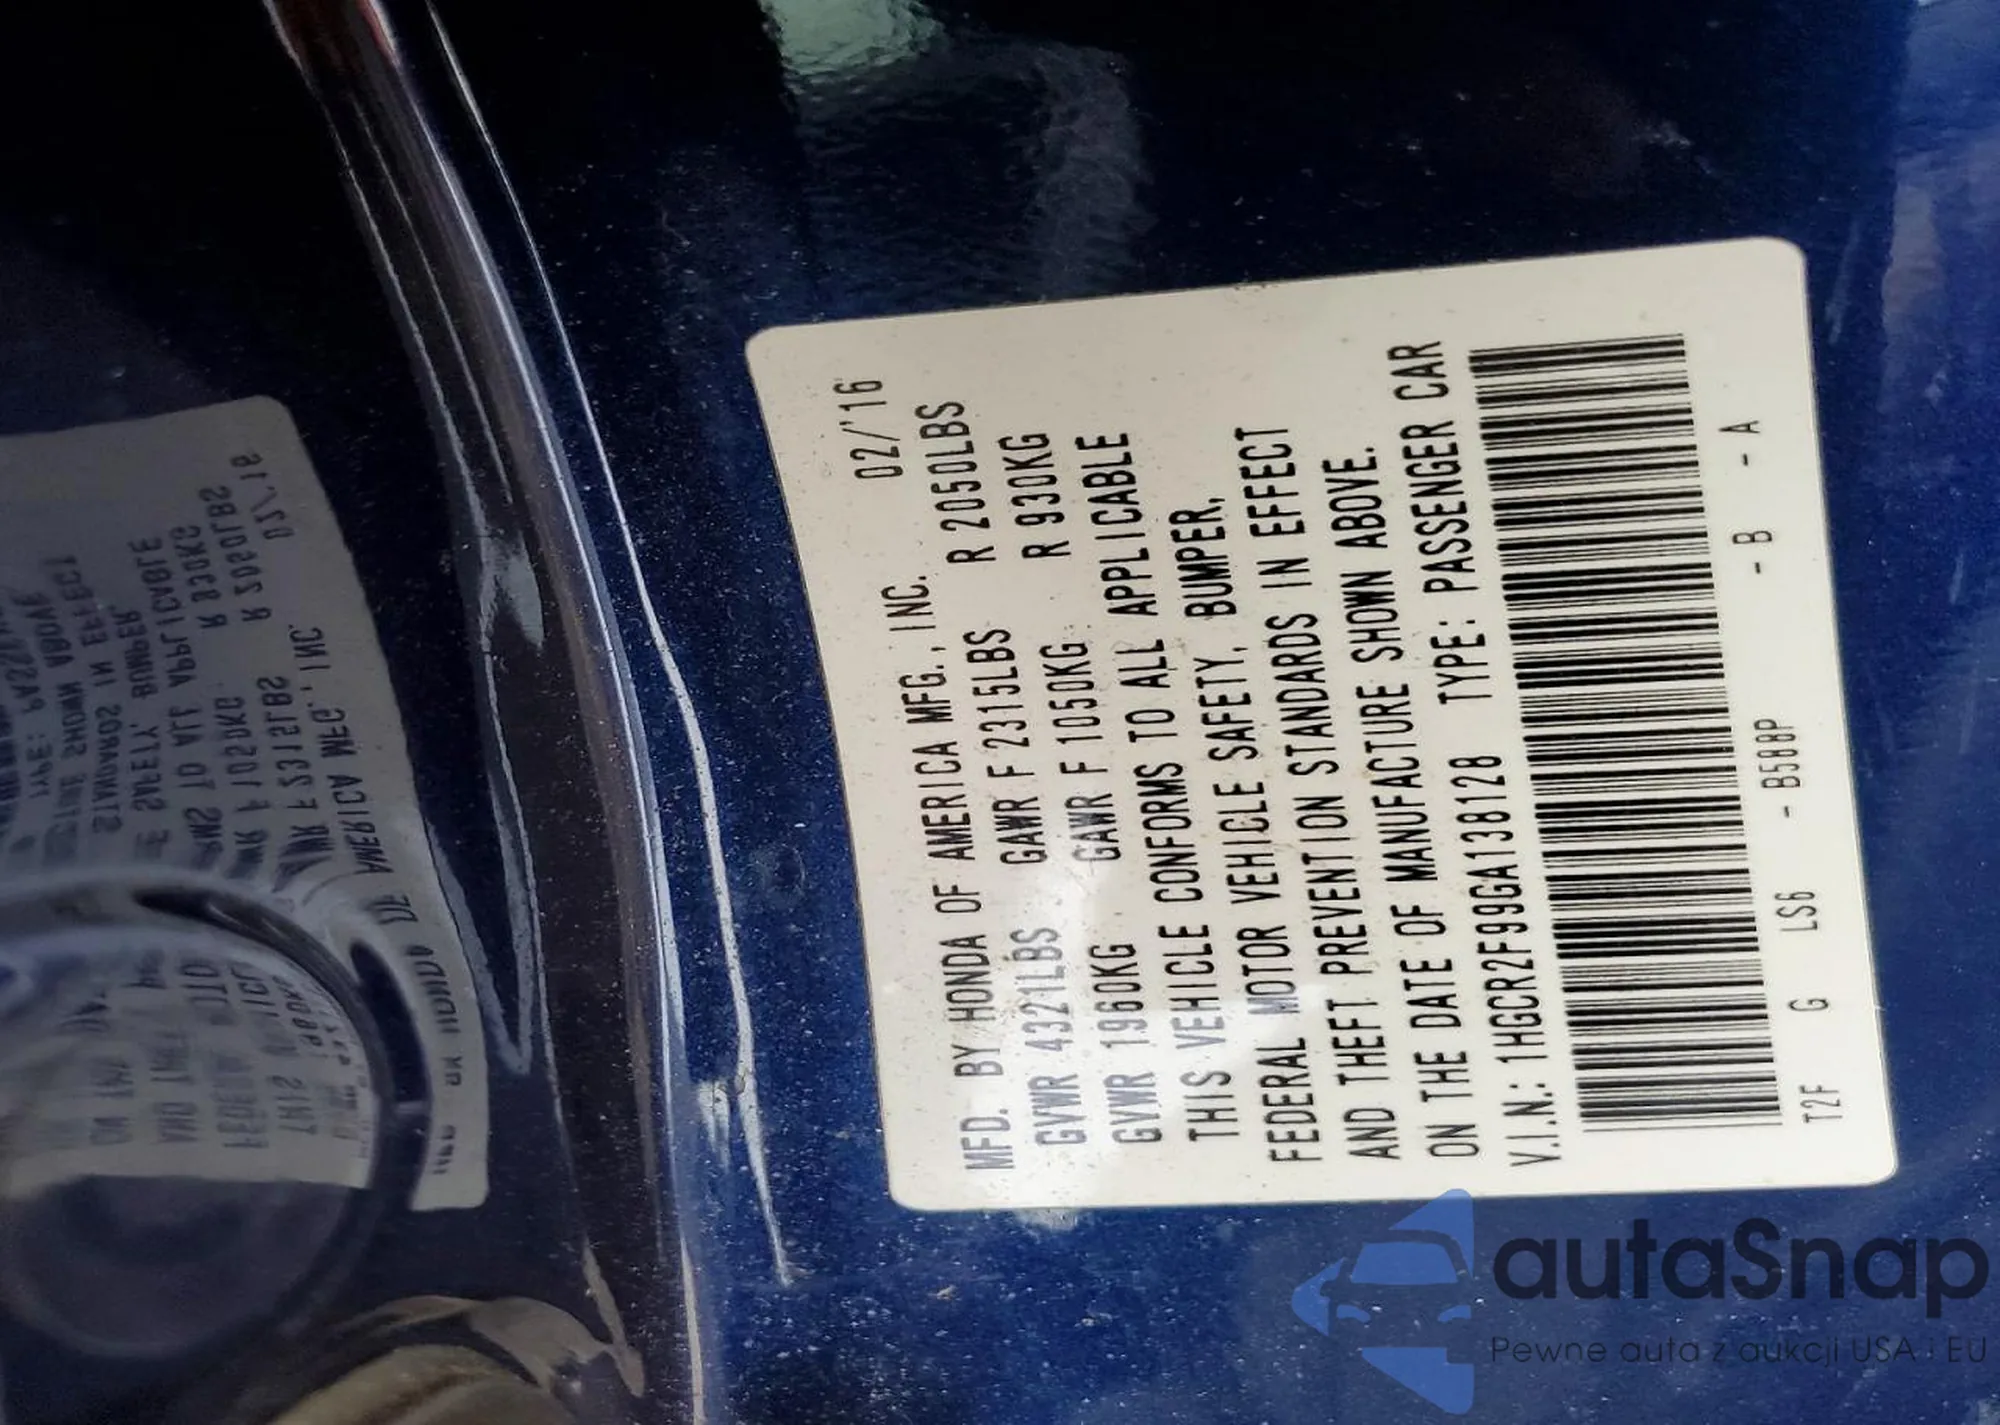 02/'16
MFD. BY HONDA OF AMERICA MFG., INC.
GVWR 4321LBS GAWR F 2315LBS R 2050LBS
GVWR 1960KG GAWR F 1050KG R 930KG
THIS VEHICLE CONFORMS TO ALL APPLICABLE
FEDERAL MOTOR VEHICLE SAFETY, BUMPER,
AND THEFT PREVENTION STANDARDS IN EFFECT
ON THE DATE OF MANUFACTURE SHOWN ABOVE.
V.I.N.: 1HGCR2F99GA138128 TYPE: PASSENGER CAR
T2F G LS6 - B588P - B - A
autaSnap
Pewne auta z aukcji USA i EU